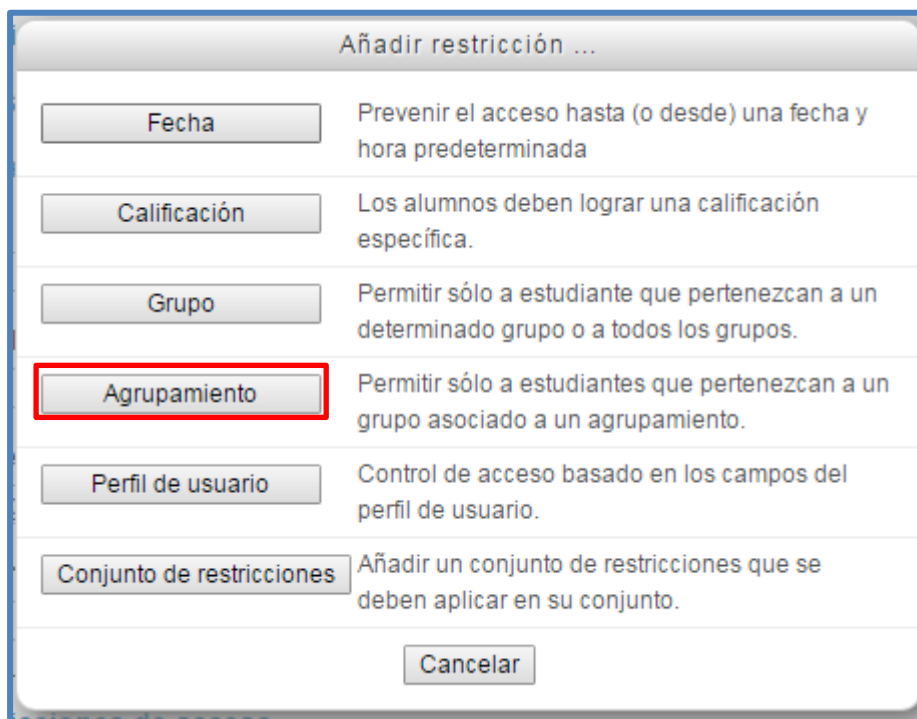 Añadir restricción ...
Fecha
Prevenir el acceso hasta (o desde) una fecha y
hora predeterminada
Calificación
Los alumnos deben lograr una calificación
específica.
Grupo
Permitir sólo a estudiante que pertenezcan a un
determinado grupo o a todos los grupos.
Agrupamiento
Permitir sólo a estudiantes que pertenezcan a un
grupo asociado a un agrupamiento.
Perfil de usuario
Control de acceso basado en los campos del
perfil de usuario.
Conjunto de restricciones
Añadir un conjunto de restricciones que se
deben aplicar en su conjunto.
Cancelar